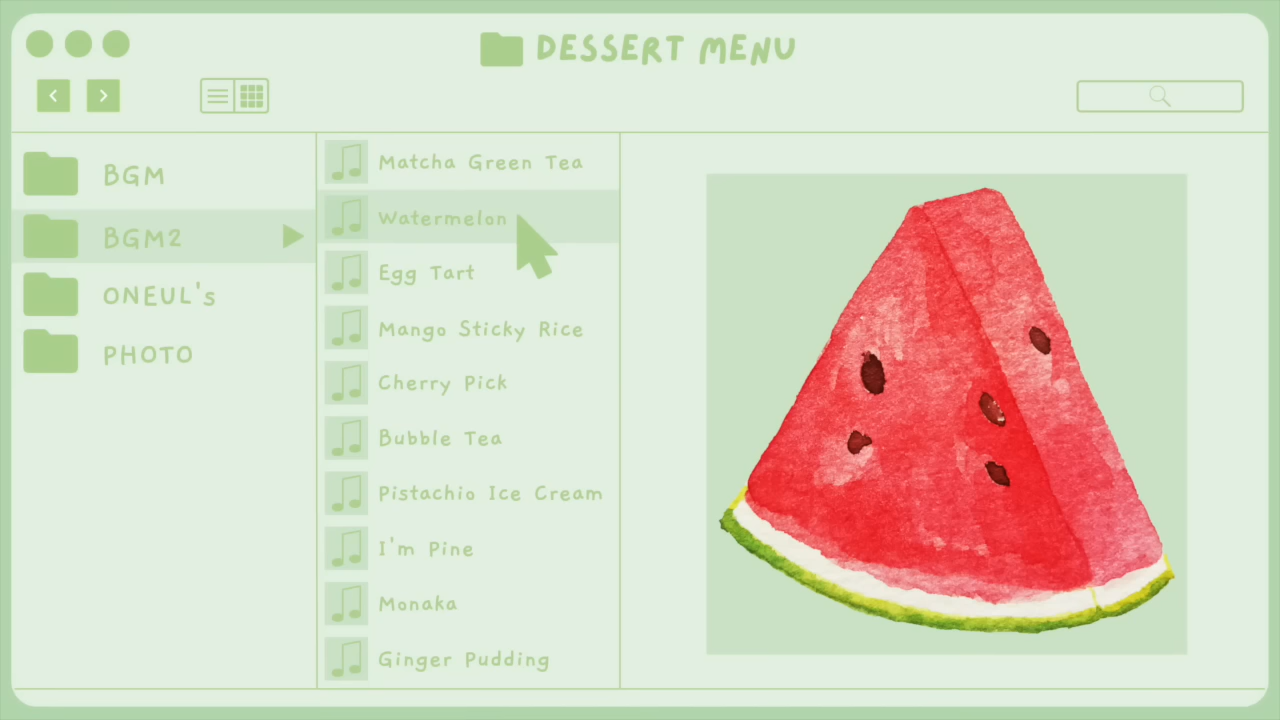 DESSERT MENU
BGM
BGM2
ONEUL's
PHOTO
Matcha Green Tea
Watermelon
Egg Tart
Mango Sticky Rice
Cherry Pick
Bubble Tea
Pistachio Ice Cream
I'm Pine
Monaka
Ginger Pudding